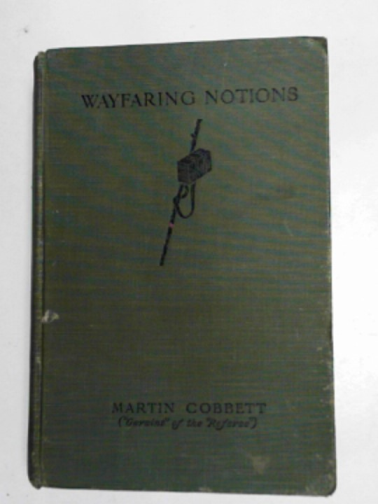 WAYFARING NOTIONS
MARTIN COBBETT
("Geraint" of the "Referee")